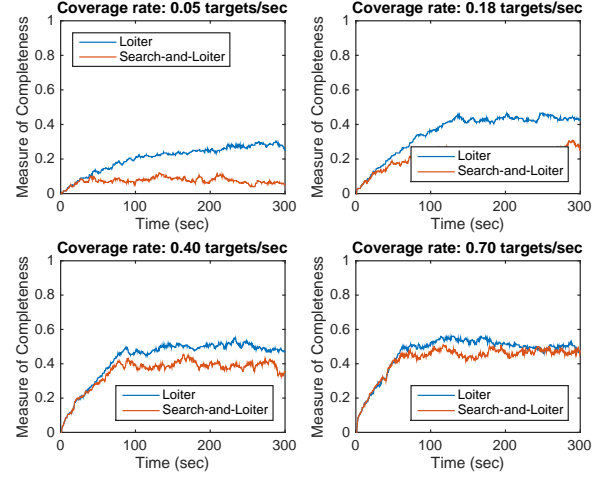 Coverage rate: 0.05 targets/sec
Measure of Completeness
1
0.8
0.6
0.4
0.2
0
Loiter
Search-and-Loiter
0 100 200 300
Time (sec)
Coverage rate: 0.18 targets/sec
Measure of Completeness
1
0.8
0.6
0.4
0.2
0
Loiter
Search-and-Loiter
0 100 200 300
Time (sec)
Coverage rate: 0.40 targets/sec
Measure of Completeness
1
0.8
0.6
0.4
0.2
0
Loiter
Search-and-Loiter
0 100 200 300
Time (sec)
Coverage rate: 0.70 targets/sec
Measure of Completeness
1
0.8
0.6
0.4
0.2
0
Loiter
Search-and-Loiter
0 100 200 300
Time (sec)